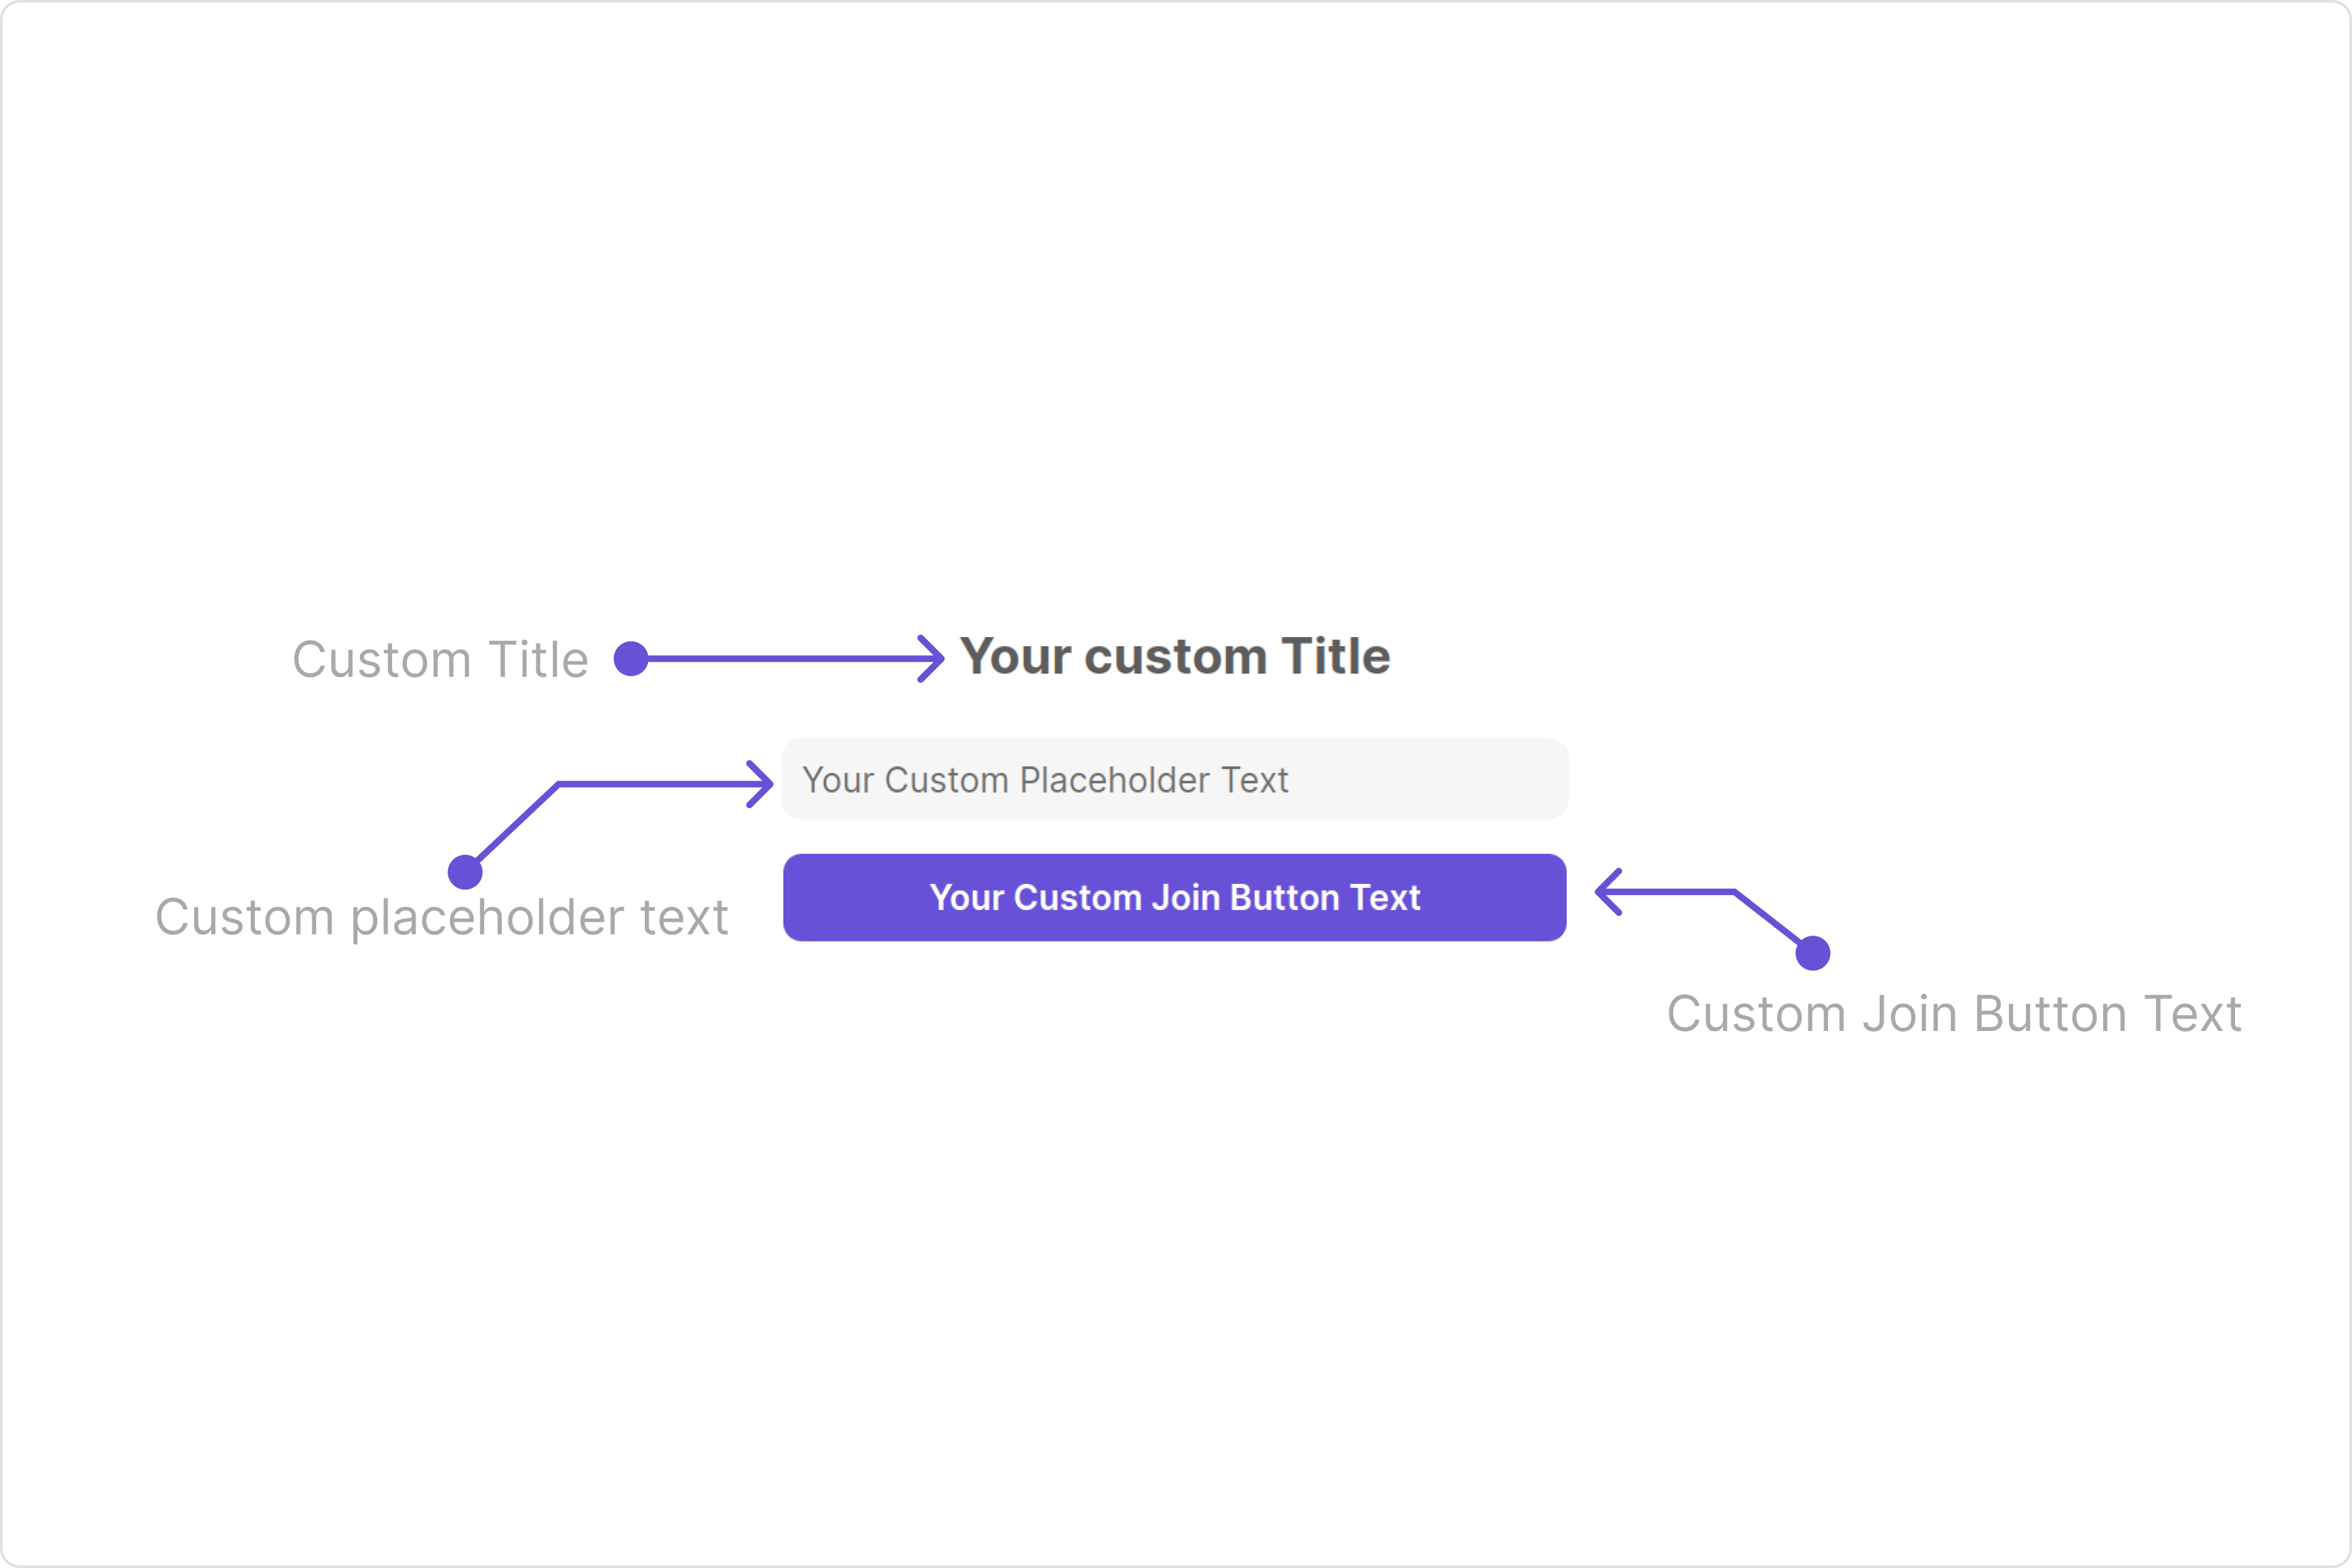 Custom Title
Your custom Title
Your Custom Placeholder Text
Custom placeholder text
Your Custom Join Button Text
Custom Join Button Text